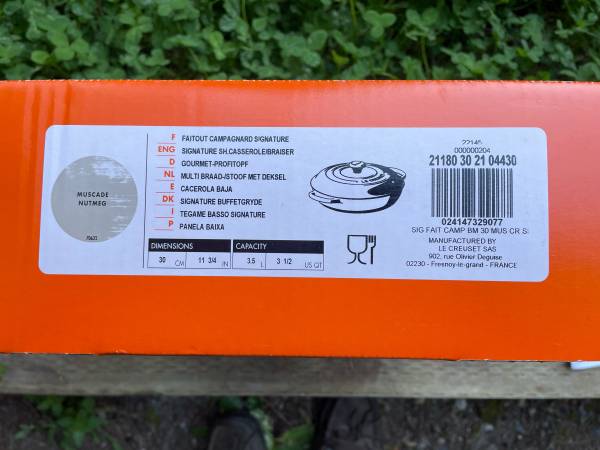 MUSCADE
NUTMEG
F FAITOUT CAMPAGNARD SIGNATURE
ENG SIGNATURE SH.CASSEROLE/BRAISER
D GOURMET-PROFITOPF
NL MULTI BRAAD-/STOOF MET DEKSEL
E CACEROLA BAJA
DK SIGNATURE BUFFETGRYDE
I TEGAME BASSO SIGNATURE
P PANELA BAIXA
DIMENSIONS
30 CM 11 3/4 IN
CAPACITY
3.5 L 3 1/2 US QT
22145
000000204
21180 30 21 04430
024147329077
SIG FAIT CAMP BM 30 MUS CR S
MANUFACTURED BY
LE CREUSET SAS
902, rue Olivier Deguise
02230 - Fresnoy-le-grand - FRANCE